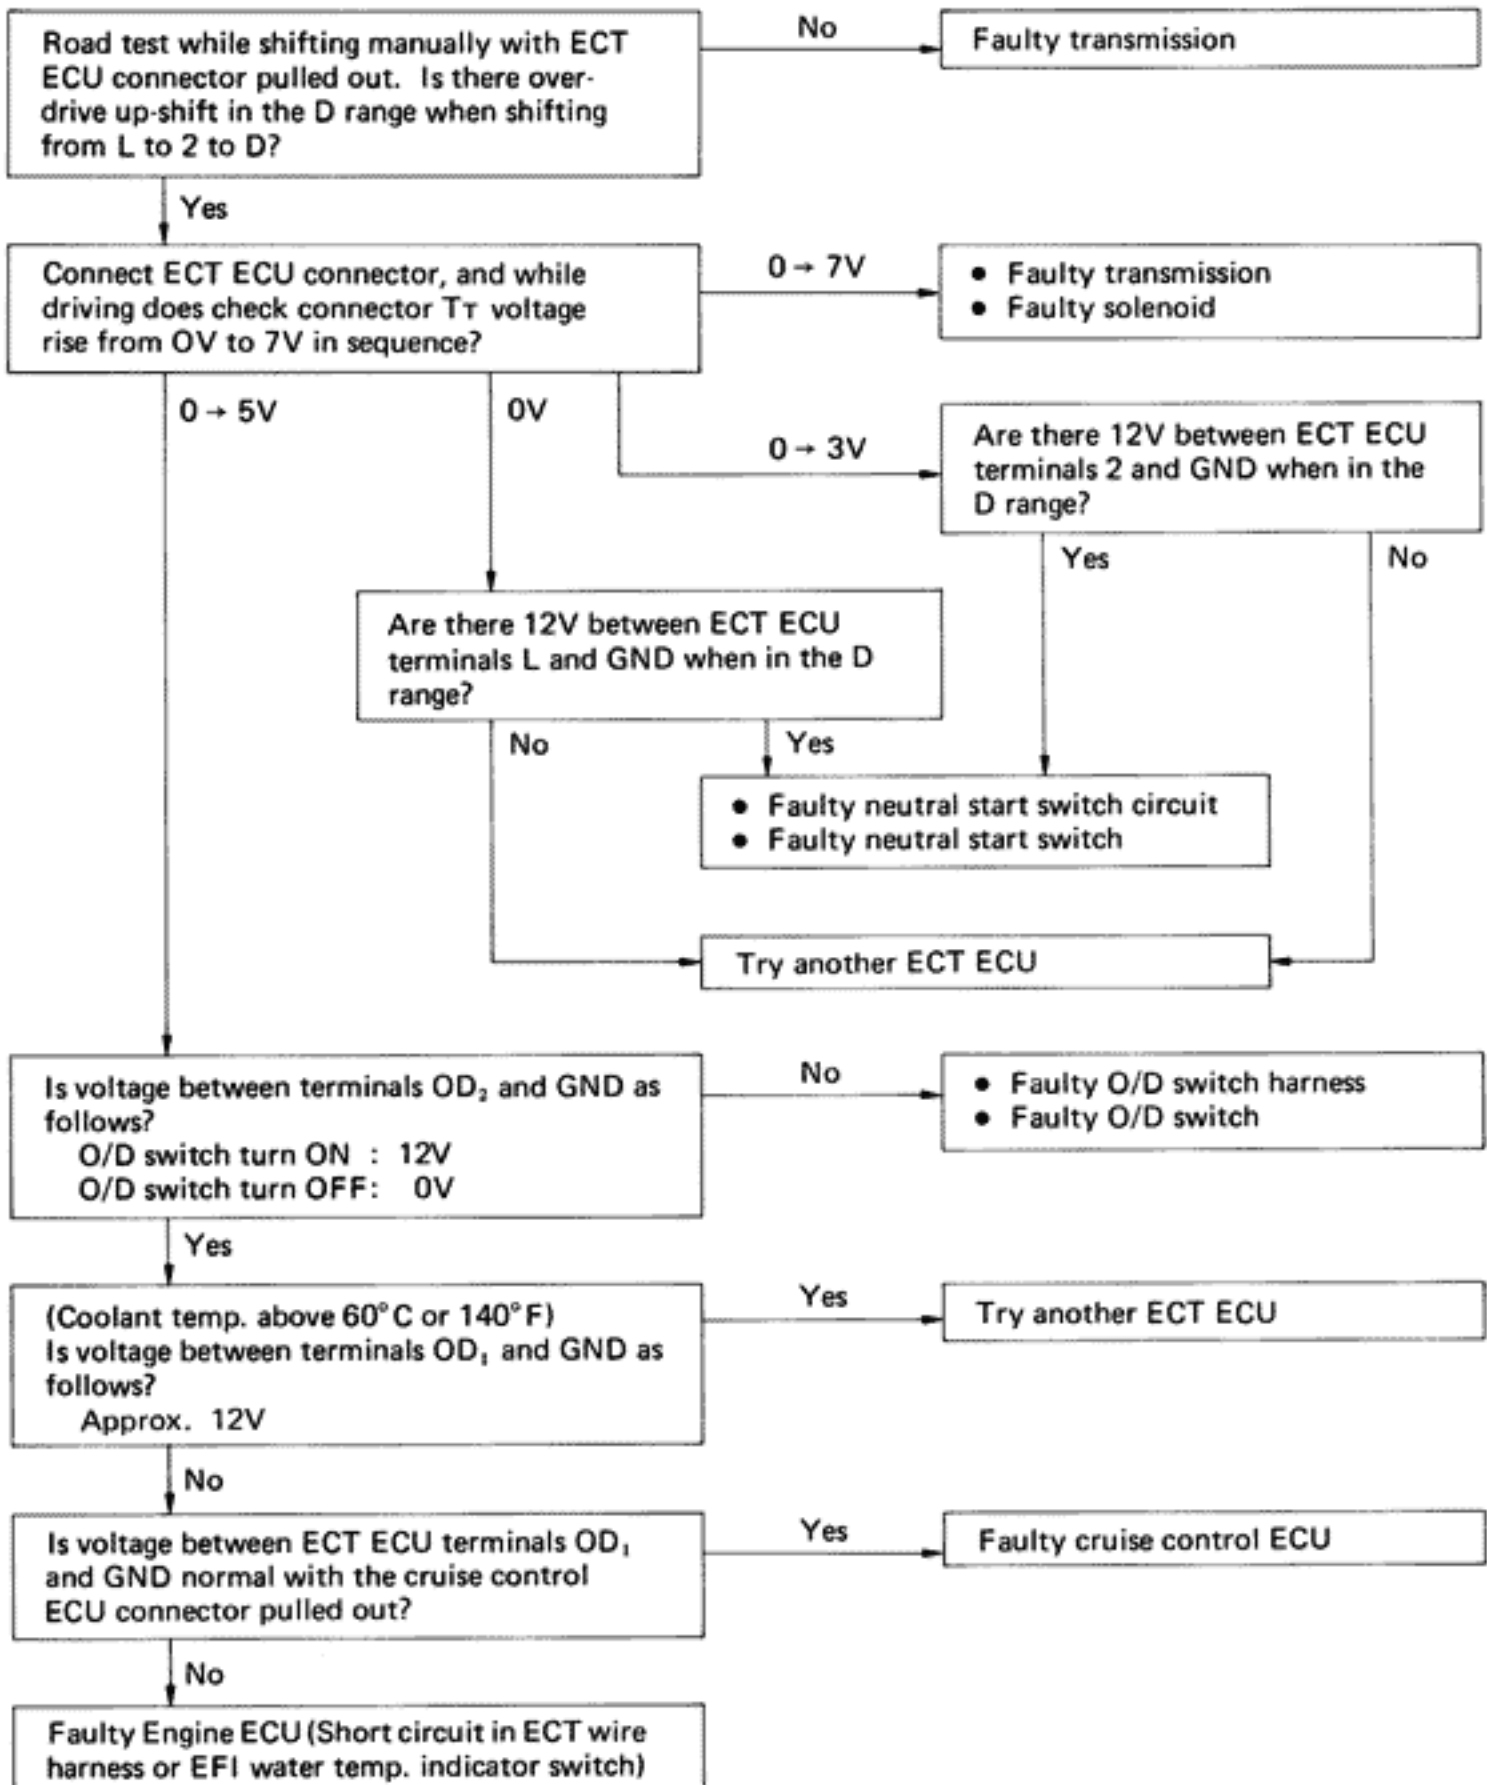 Road test while shifting manually with ECT
ECU connector pulled out. Is there over-
drive up-shift in the D range when shifting
from L to 2 to D?
No
Faulty transmission
Yes
Connect ECT ECU connector, and while
driving does check connector TT voltage
rise from 0V to 7V in sequence?
0 → 7V
• Faulty transmission
• Faulty solenoid
0 → 5V
0V
0 → 3V
Are there 12V between ECT ECU
terminals 2 and GND when in the
D range?
Yes
No
Are there 12V between ECT ECU
terminals L and GND when in the D
range?
No
Yes
• Faulty neutral start switch circuit
• Faulty neutral start switch
Try another ECT ECU
Is voltage between terminals OD₂ and GND as
follows?
O/D switch turn ON : 12V
O/D switch turn OFF: 0V
No
• Faulty O/D switch harness
• Faulty O/D switch
Yes
(Coolant temp. above 60°C or 140°F)
Is voltage between terminals OD₁ and GND as
follows?
Approx. 12V
Yes
Try another ECT ECU
No
Is voltage between ECT ECU terminals OD₁
and GND normal with the cruise control
ECU connector pulled out?
Yes
Faulty cruise control ECU
No
Faulty Engine ECU (Short circuit in ECT wire
harness or EFI water temp. indicator switch)